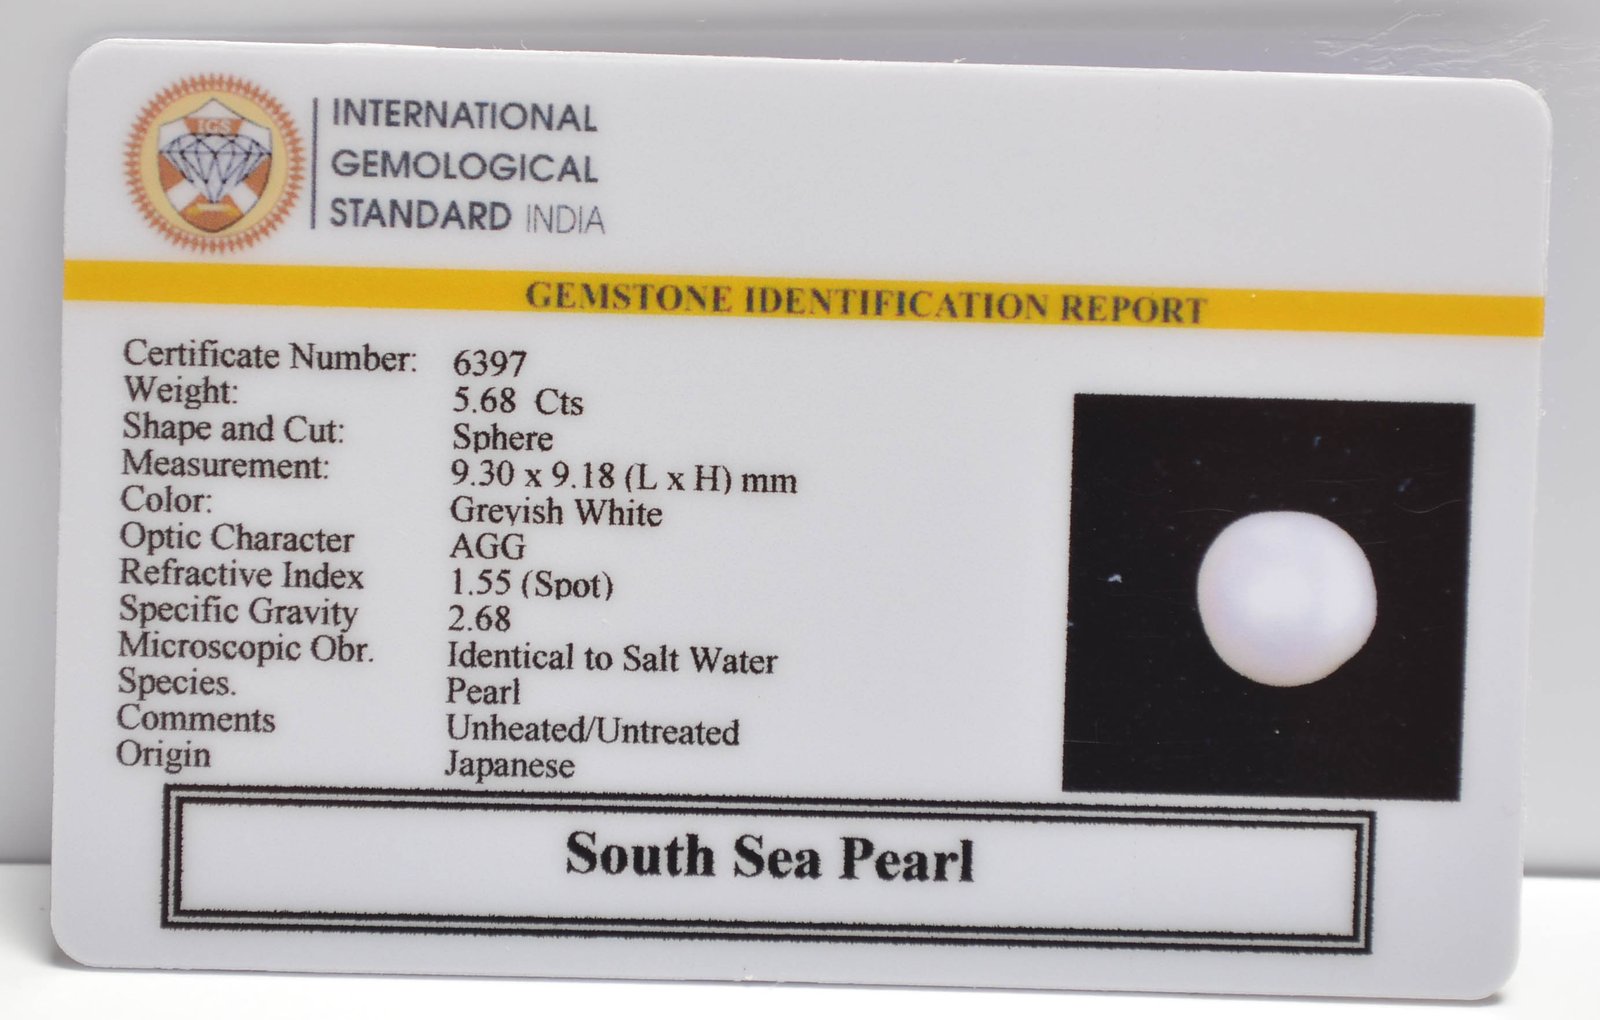 IGS
INTERNATIONAL
GEMOLOGICAL
STANDARD INDIA
GEMSTONE IDENTIFICATION REPORT
Certificate Number: 6397
Weight: 5.68 Cts
Shape and Cut: Sphere
Measurement: 9.30 x 9.18 (L x H) mm
Color: Greyish White
Optic Character AGG
Refractive Index 1.55 (Spot)
Specific Gravity 2.68
Microscopic Obr. Identical to Salt Water
Species. Pearl
Comments Unheated/Untreated
Origin Japanese
South Sea Pearl